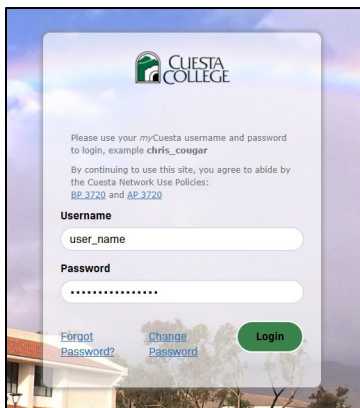 CUESTA
COLLEGE
Please use your myCuesta username and password
to login, example chris_cougar
By continuing to use this site, you agree to abide by
the Cuesta Network Use Policies:
BP 3720 and AP 3720
Username
user_name
Password
••••••••••••••••
Forgot Change Login
Password? Password